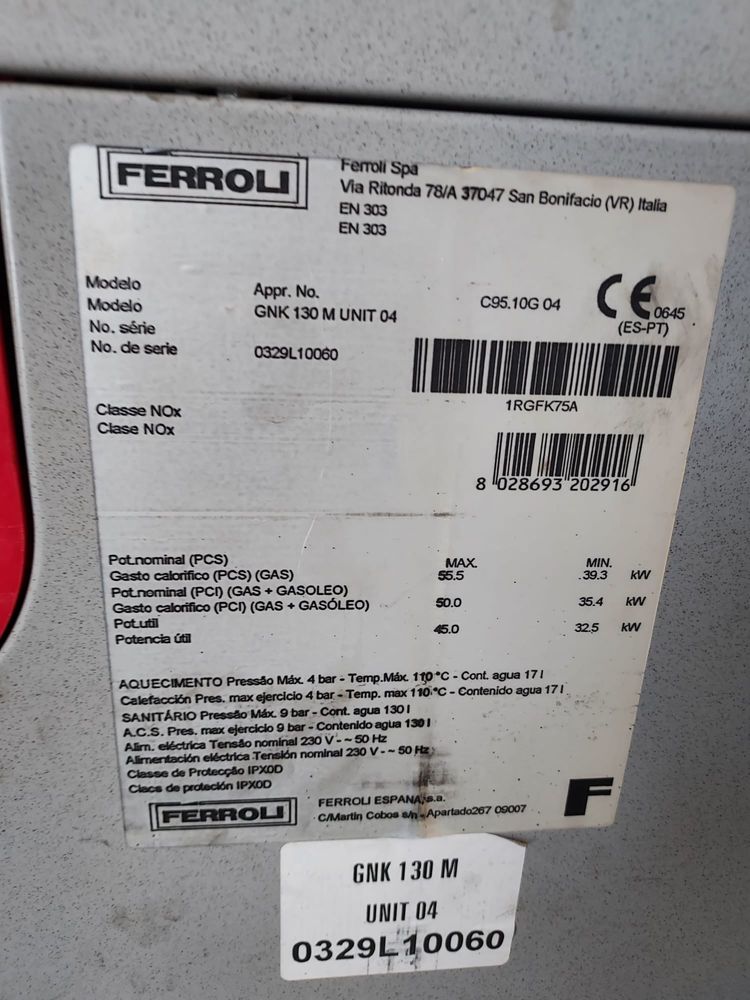 FERROLI
Ferroli Spa
Via Ritonda 78/A 37047 San Bonifacio (VR) Italia
EN 303
EN 303
Modelo Appr. No.
Modelo GNK 130 M UNIT 04 C95.10G 04 CE 0645
No. série (ES-PT)
No. de serie 0329L10060
1RGFK75A
Classe NOx
Clase NOx
8 028693 202916
Pot.nominal (PCS) MAX. MIN.
Gasto calorifico (PCS) (GAS) 55.5 39.3 kW
Pot.nominal (PCI) (GAS + GASOLEO)
Gasto calorifico (PCI) (GAS + GASÓLEO) 50.0 35.4 kW
Pot.util 45.0 32.5 kW
Potencia útil
AQUECIMENTO Pressão Máx. 4 bar - Temp.Máx. 110 °C - Cont. agua 17 l
Calefacción Pres. max ejercicio 4 bar - Temp. max 110 °C - Contenido agua 17 l
SANITÁRIO Pressão Máx. 9 bar - Cont. agua 130 l
A.C.S. Pres. max ejercicio 9 bar - Contenido agua 130 l
Alim. eléctrica Tensão nominal 230 V - ~ 50 Hz
Alimentación eléctrica Tensión nominal 230 V - ~ 50 Hz
Classe de Protecção IPX0D
Clacs de proteción IPX0D
FERROLI
FERROLI ESPANA, s.a.
C/Martin Cobos s/n - Apartado267 09007
F
GNK 130 M
UNIT 04
0329L10060